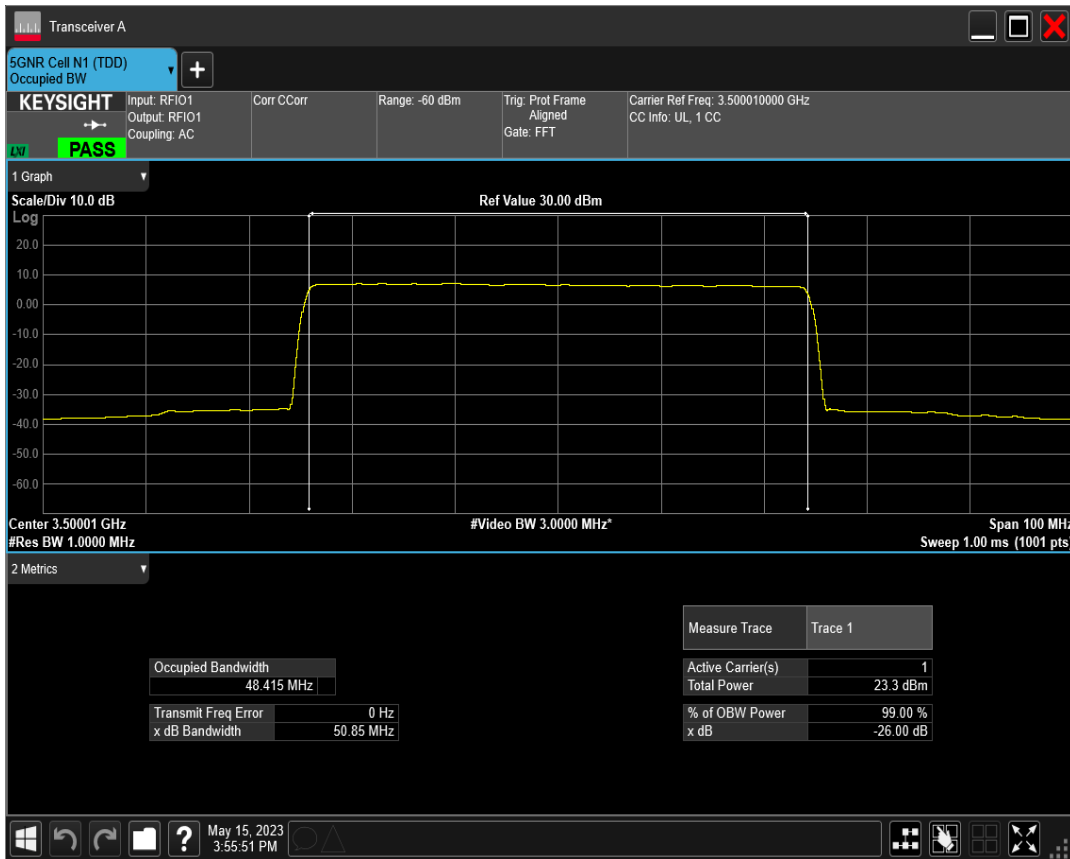 Transceiver A
5GNR Cell N1 (TDD)
Occupied BW
+
KEYSIGHT
LXI
PASS
Input: RFIO1
Output: RFIO1
Coupling: AC
Corr CCorr
Range: -60 dBm
Trig: Prot Frame
Aligned
Gate: FFT
Carrier Ref Freq: 3.500010000 GHz
CC Info: UL, 1 CC
1 Graph
Scale/Div 10.0 dB
Ref Value 30.00 dBm
Log
20.0
10.0
0.00
-10.0
-20.0
-30.0
-40.0
-50.0
-60.0
Center 3.50001 GHz
#Video BW 3.0000 MHz*
Span 100 MHz
#Res BW 1.0000 MHz
Sweep 1.00 ms (1001 pts)
2 Metrics
Measure Trace Trace 1
Occupied Bandwidth
48.415 MHz
Active Carrier(s) 1
Total Power 23.3 dBm
Transmit Freq Error 0 Hz
x dB Bandwidth 50.85 MHz
% of OBW Power 99.00 %
x dB -26.00 dB
?
May 15, 2023
3:55:51 PM